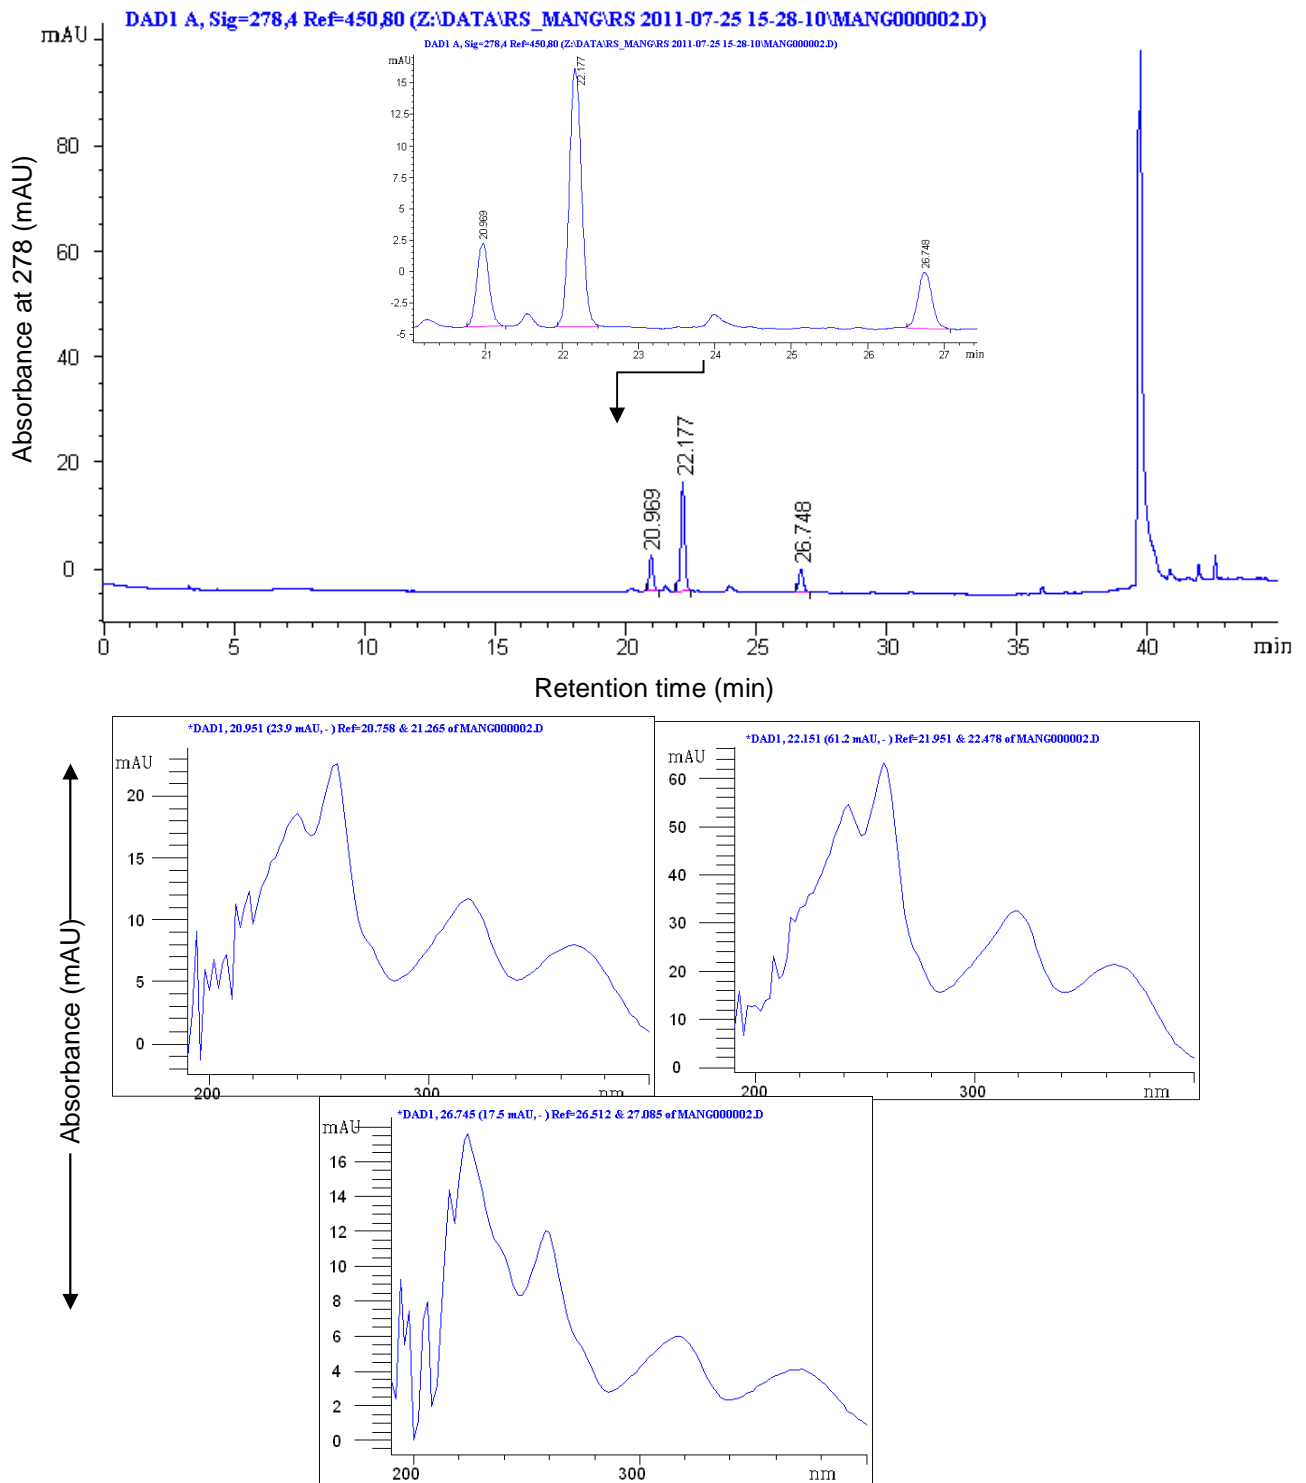 DAD1 A, Sig=278,4 Ref=450,80 (Z:\DATA\RS_MANG\RS 2011-07-25 15-28-10\MANG000002.D)
mAU
DAD1 A, Sig=278,4 Ref=450,80 (Z:\DATA\RS_MANG\RS 2011-07-25 15-28-10\MANG000002.D)
mAU
15
12.5
10
7.5
5
2.5
0
-2.5
-5
20.969
22.177
26.748
21 22 23 24 25 26 27 min
Absorbance at 278 (mAU)
80
60
40
20
0
20.969
22.177
26.748
0 5 10 15 20 25 30 35 40 min
Retention time (min)
Absorbance (mAU)
*DAD1, 20.951 (23.9 mAU, - ) Ref=20.758 & 21.265 of MANG000002.D
mAU
20
15
10
5
0
200 300 nm
*DAD1, 22.151 (61.2 mAU, - ) Ref=21.951 & 22.478 of MANG000002.D
mAU
60
50
40
30
20
10
0
200 300 nm
*DAD1, 26.745 (17.5 mAU, - ) Ref=26.512 & 27.085 of MANG000002.D
mAU
16
14
12
10
8
6
4
2
0
200 300 nm